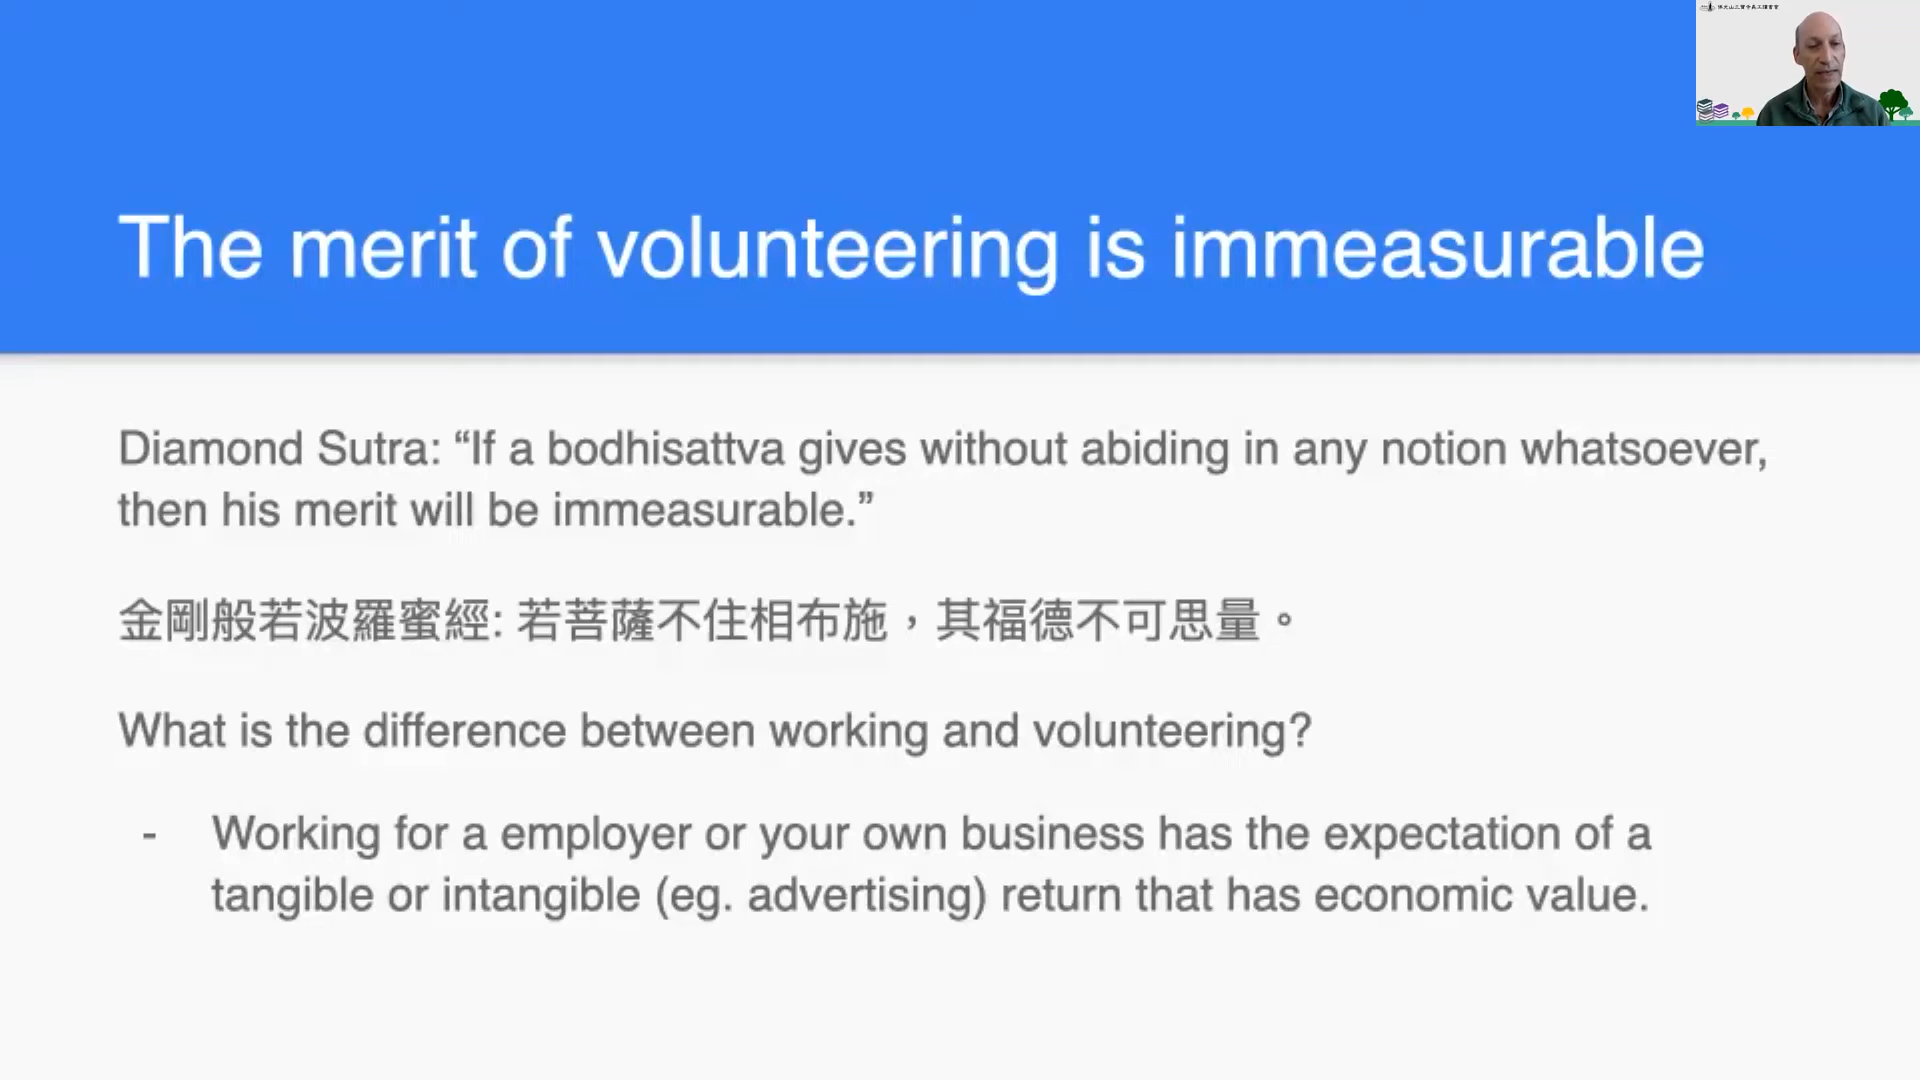 The merit of volunteering is immeasurable
Diamond Sutra: “If a bodhisattva gives without abiding in any notion whatsoever,
then his merit will be immeasurable.”
金剛般若波羅蜜經: 若菩薩不住相布施，其福德不可思量。
What is the difference between working and volunteering?
- Working for a employer or your own business has the expectation of a
tangible or intangible (eg. advertising) return that has economic value.